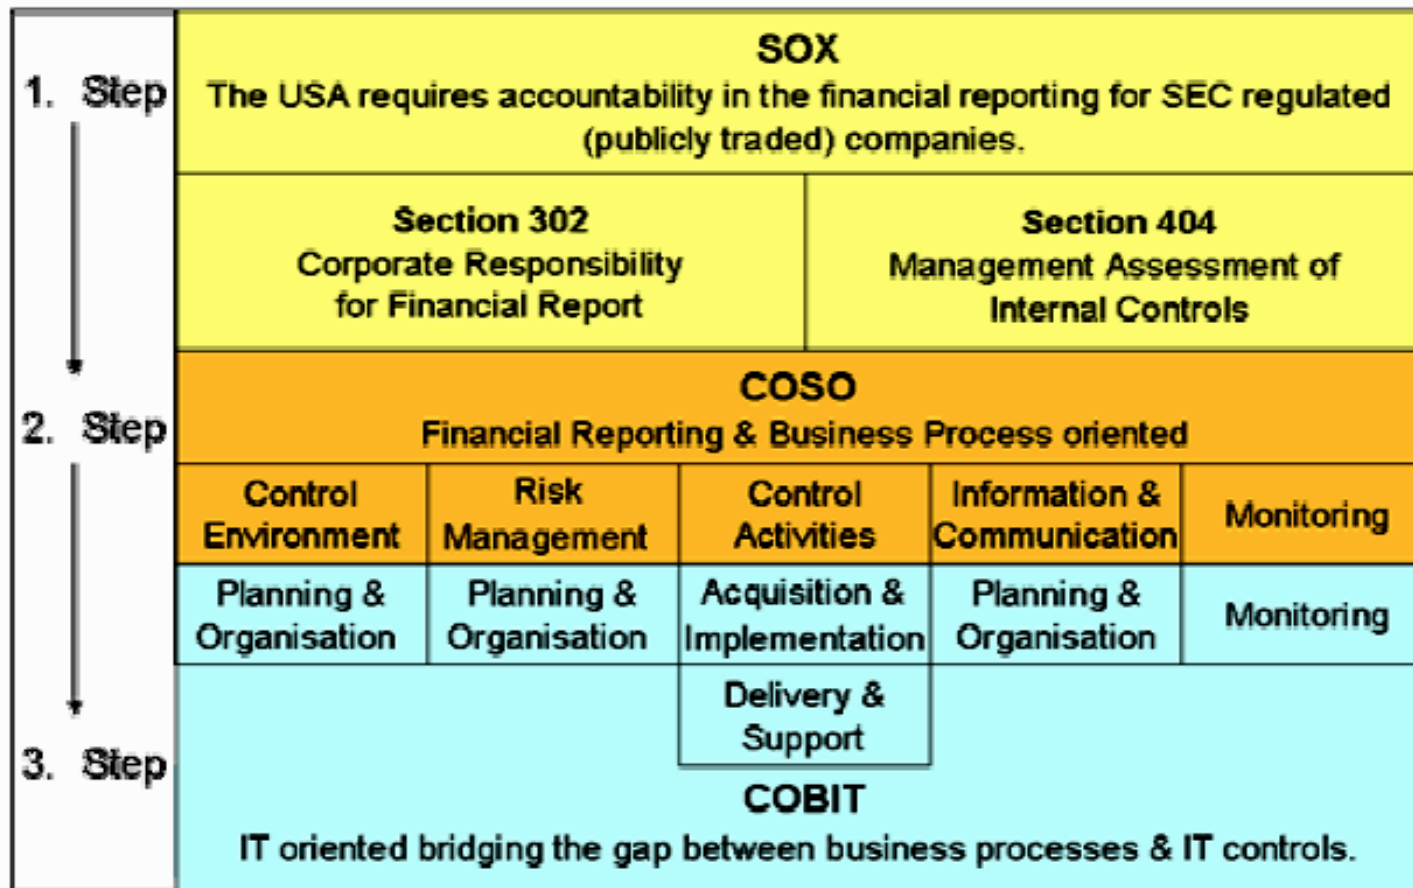 1. Step
SOX
The USA requires accountability in the financial reporting for SEC regulated
(publicly traded) companies.
Section 302
Corporate Responsibility
for Financial Report
Section 404
Management Assessment of
Internal Controls
2. Step
COSO
Financial Reporting & Business Process oriented
Control
Environment
Risk
Management
Control
Activities
Information &
Communication
Monitoring
Planning &
Organisation
Planning &
Organisation
Acquisition &
Implementation
Planning &
Organisation
Monitoring
Delivery &
Support
3. Step
COBIT
IT oriented bridging the gap between business processes & IT controls.